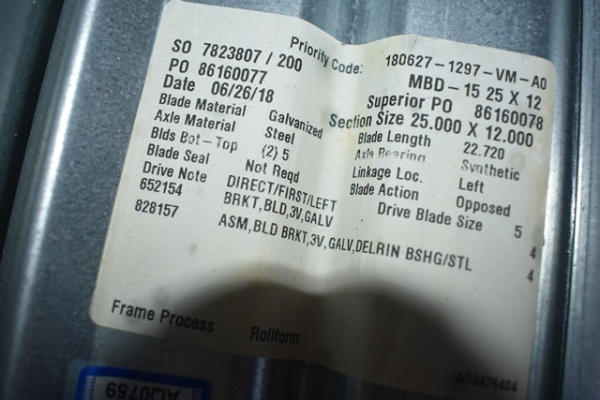 Priority Code: 180627-1297-VM-A0
SO 7823807 / 200 MBD-15 25 X 12
PO 86160077 Superior PO 86160078
Date 06/26/18 Section Size 25.000 X 12.000
Blade Material Galvanized Blade Length 22.720
Axle Material Steel Axle Bearing Synthetic
Blds Bot-Top (2) 5 Linkage Loc. Left
Blade Seal Not Reqd Blade Action Opposed
Drive Note DIRECT/FIRST/LEFT Drive Blade Size 5
652154 BRKT,BLD,3V,GALV 4
828157 ASM,BLD BRKT,3V,GALV,DELRIN BSHG/STL 4
Frame Process Rollform
AO8476404
AQ0759